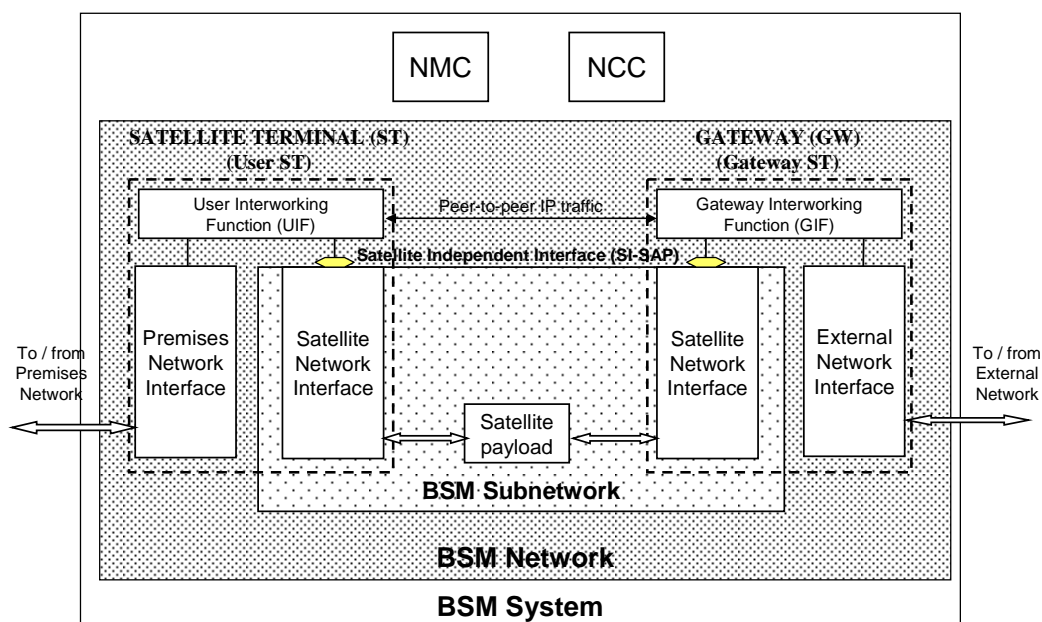 NMC
NCC
SATELLITE TERMINAL (ST)
(User ST)
GATEWAY (GW)
(Gateway ST)
User Interworking
Function (UIF)
Peer-to-peer IP traffic
Gateway Interworking
Function (GIF)
Satellite Independent Interface (SI-SAP)
Premises
Network
Interface
Satellite
Network
Interface
Satellite
Network
Interface
External
Network
Interface
To / from
Premises
Network
To / from
External
Network
Satellite
payload
BSM Subnetwork
BSM Network
BSM System